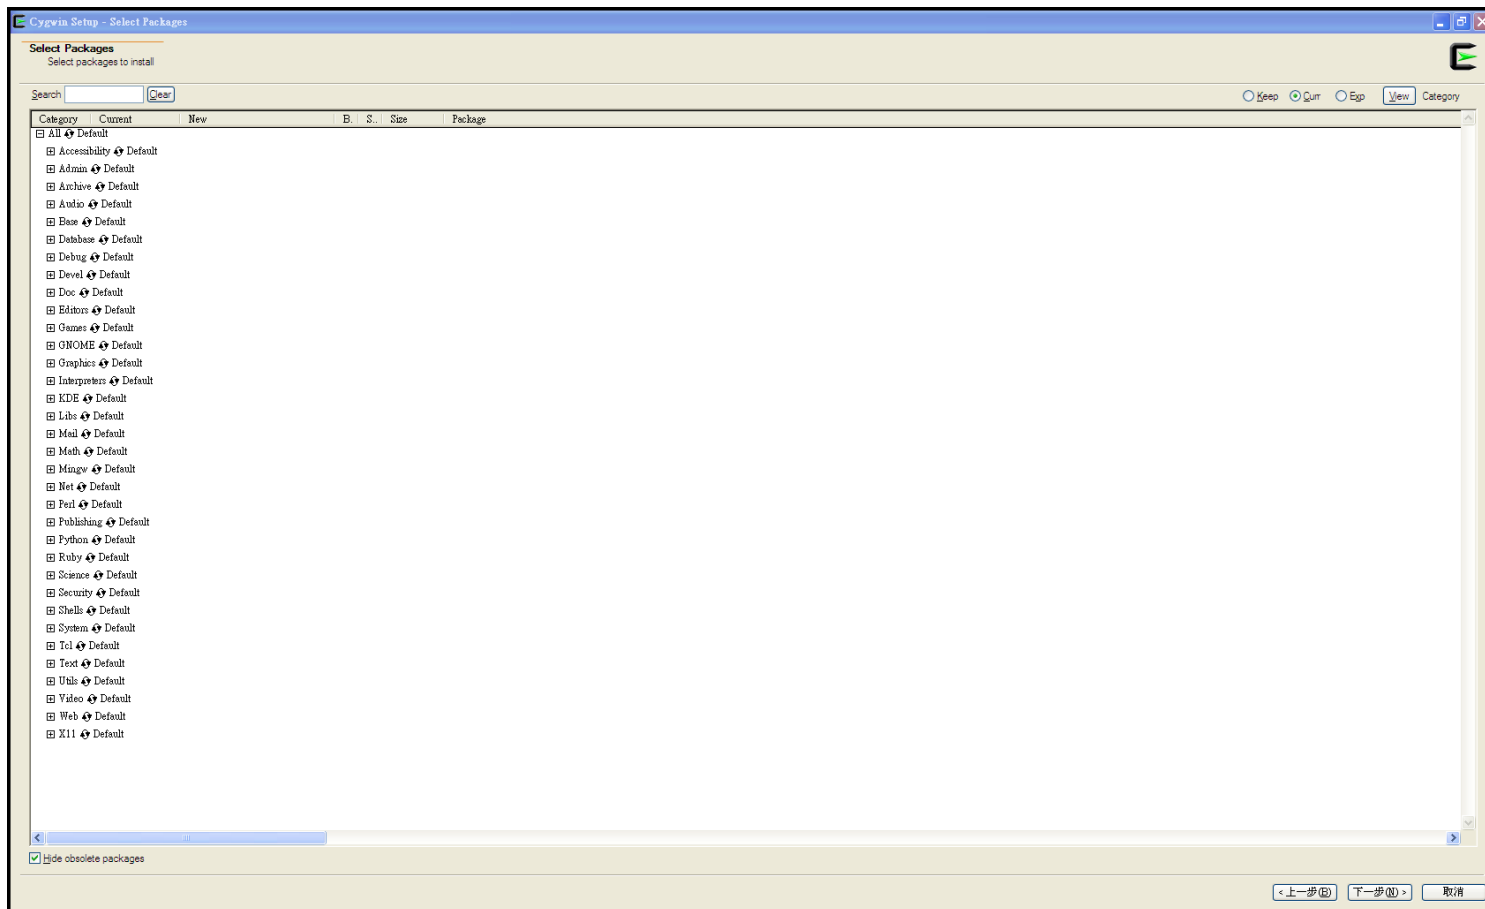 Cygwin Setup - Select Packages
Select Packages
Select packages to install
Search Clear Keep Curr Exp View Category
Category Current New B. S.. Size Package
All Default
Accessibility Default
Admin Default
Archive Default
Audio Default
Base Default
Database Default
Debug Default
Devel Default
Doc Default
Editors Default
Games Default
GNOME Default
Graphics Default
Interpreters Default
KDE Default
Libs Default
Mail Default
Math Default
Mingw Default
Net Default
Perl Default
Publishing Default
Python Default
Ruby Default
Science Default
Security Default
Shells Default
System Default
Tcl Default
Text Default
Utils Default
Video Default
Web Default
X11 Default
Hide obsolete packages
<上一步(B) 下一步(N)> 取消